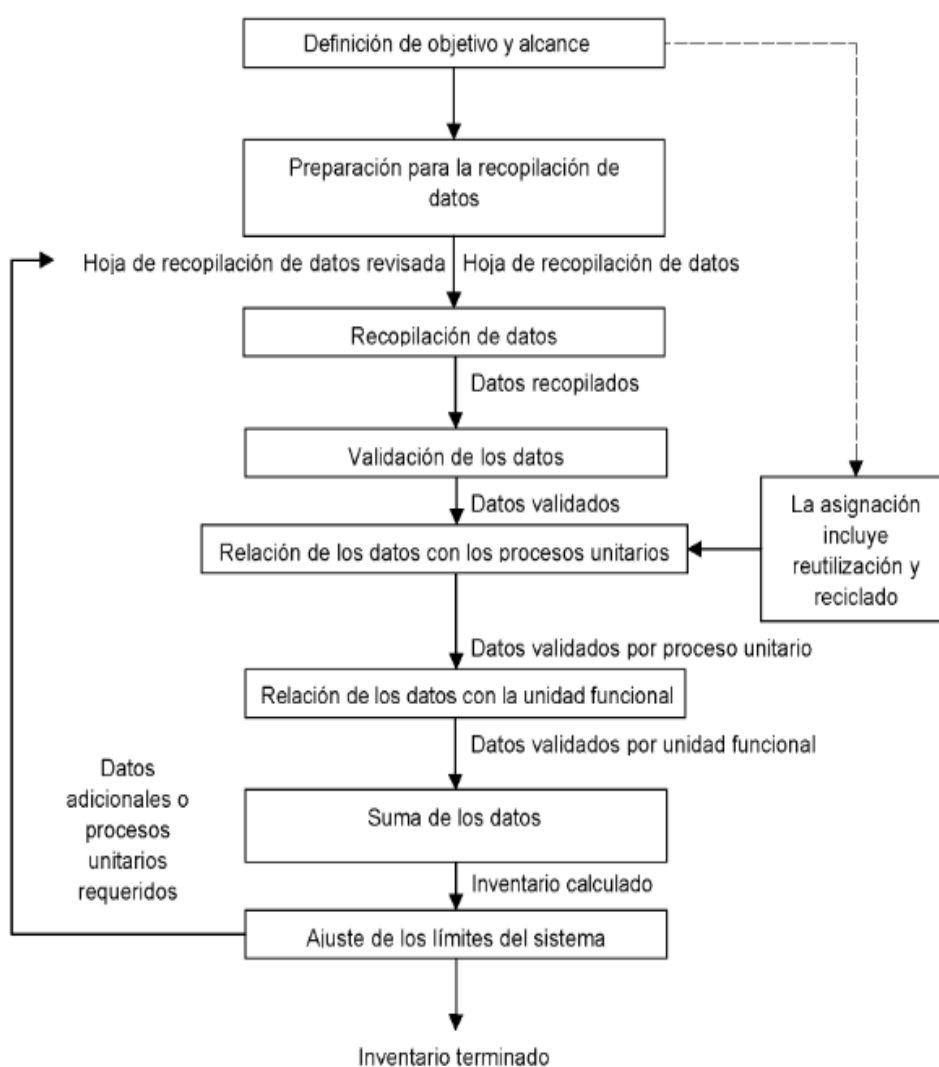 Definición de objetivo y alcance
Preparación para la recopilación de
datos
Hoja de recopilación de datos revisada
Hoja de recopilación de datos
Recopilación de datos
Datos recopilados
Validación de los datos
Datos validados
Relación de los datos con los procesos unitarios
La asignación
incluye
reutilización y
reciclado
Datos validados por proceso unitario
Relación de los datos con la unidad funcional
Datos validados por unidad funcional
Datos
adicionales o
procesos
unitarios
requeridos
Suma de los datos
Inventario calculado
Ajuste de los límites del sistema
Inventario terminado